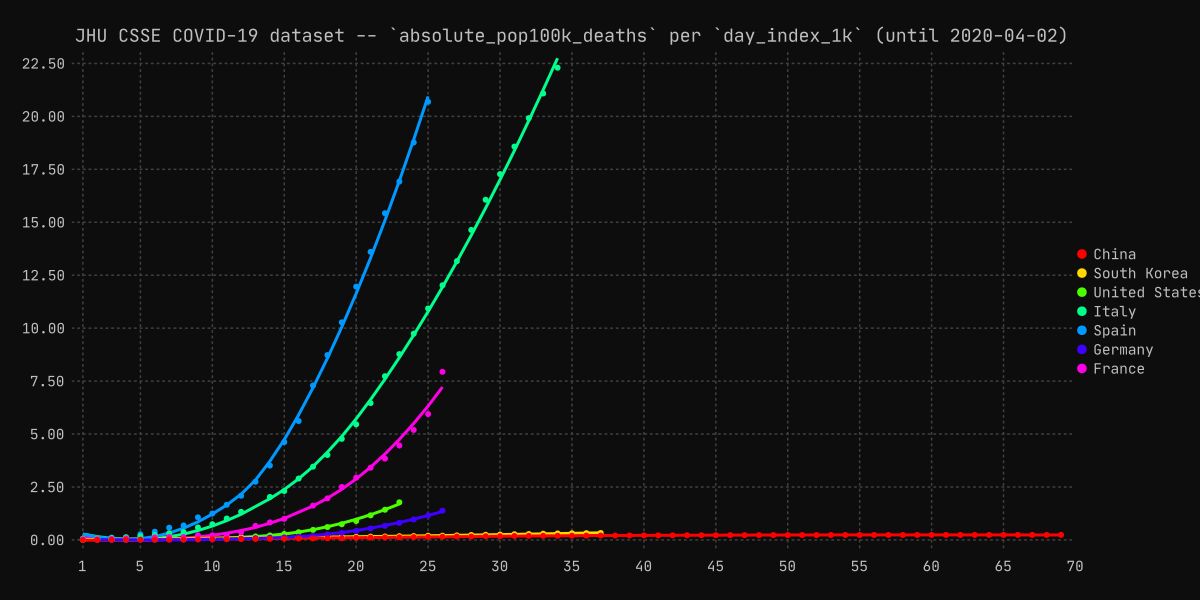 JHU CSSE COVID-19 dataset -- `absolute_pop100k_deaths` per `day_index_1k` (until 2020-04-02)
22.50
20.00
17.50
15.00
12.50
10.00
7.50
5.00
2.50
0.00
1 5 10 15 20 25 30 35 40 45 50 55 60 65 70
China
South Korea
United States
Italy
Spain
Germany
France